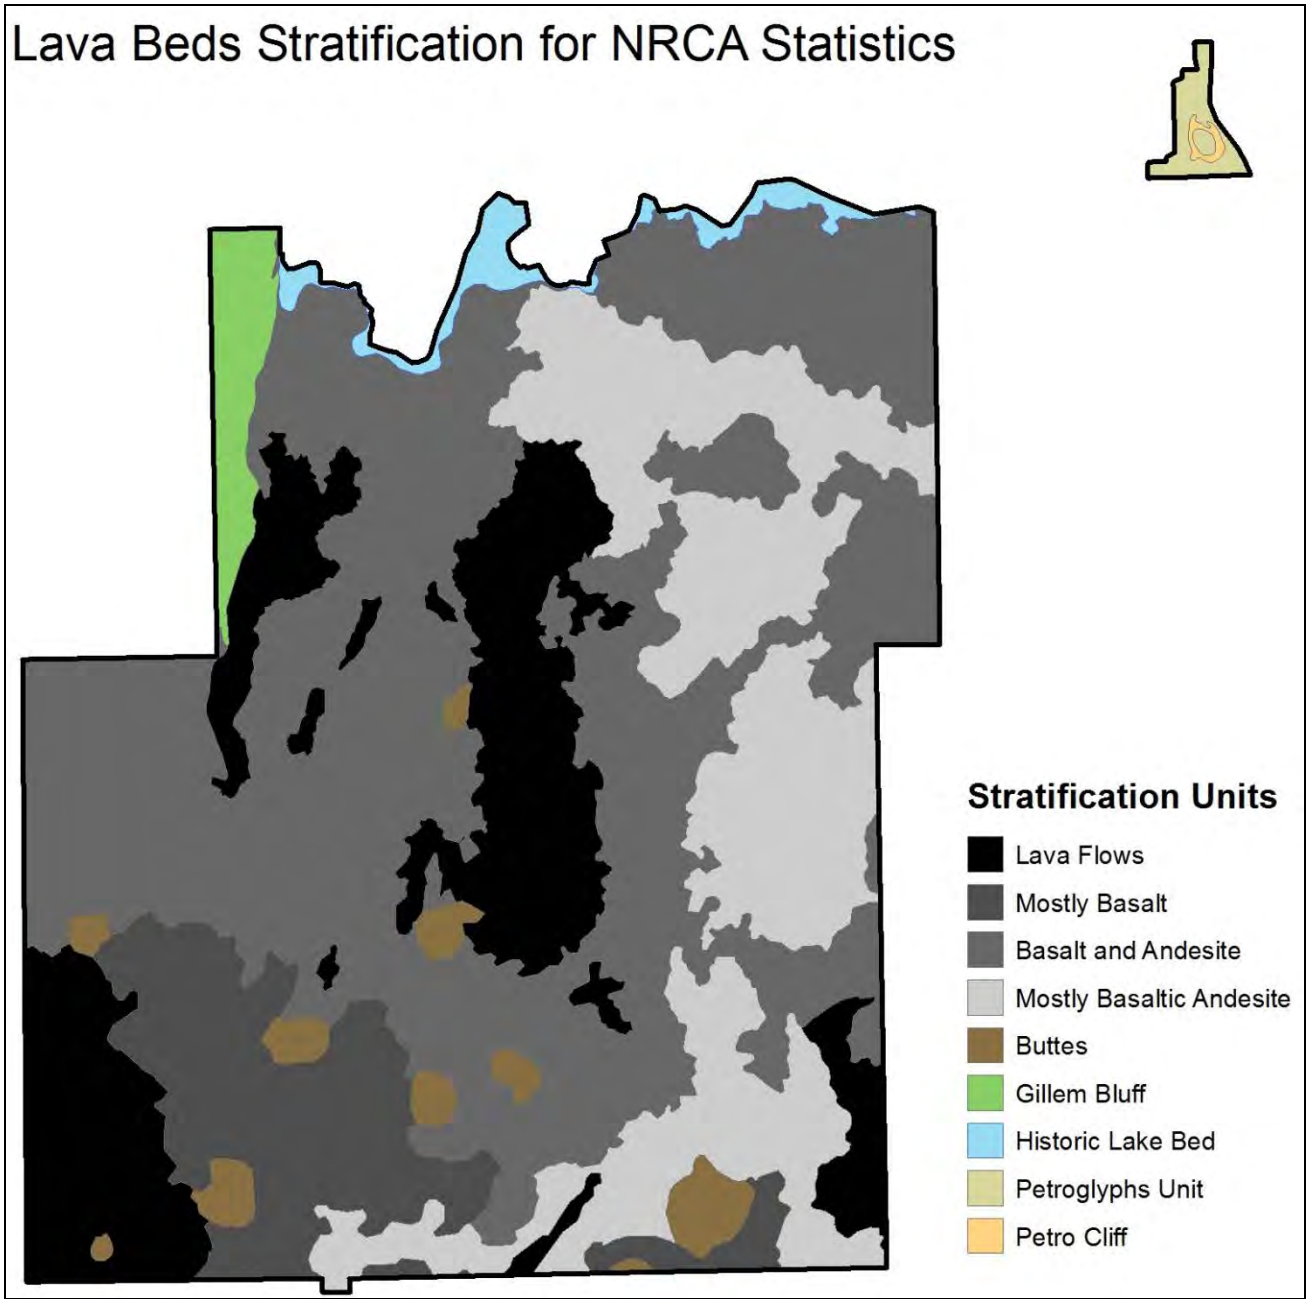 Lava Beds Stratification for NRCA Statistics
Stratification Units
Lava Flows
Mostly Basalt
Basalt and Andesite
Mostly Basaltic Andesite
Buttes
Gillem Bluff
Historic Lake Bed
Petroglyphs Unit
Petro Cliff